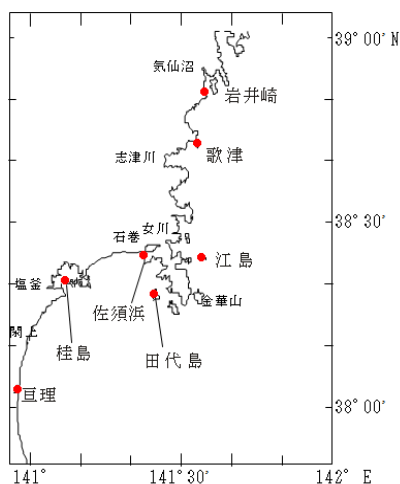 39°00'N
気仙沼
岩井崎
歌津
志津川
38°30'
女川
石巻
江島
塩釜
佐須浜
金華山
閖上
桂島
田代島
亘理
38°00'
141°
141°30'
142° E